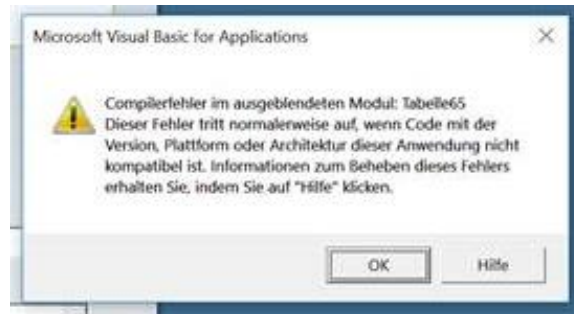 Microsoft Visual Basic for Applications
Compilerfehler im ausgeblendeten Modul: Tabelle65
Dieser Fehler tritt normalerweise auf, wenn Code mit der
Version, Plattform oder Architektur dieser Anwendung nicht
kompatibel ist. Informationen zum Beheben dieses Fehlers
erhalten Sie, indem Sie auf "Hilfe" klicken.
OK
Hilfe